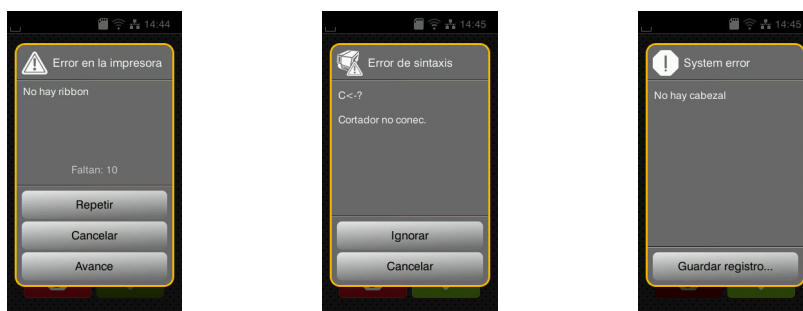 14:44
Error en la impresora
No hay ribbon
Faltan: 10
Repetir
Cancelar
Avance
14:45
Error de sintaxis
C<-?
Cortador no conec.
Ignorar
Cancelar
14:45
System error
No hay cabezal
Guardar registro...